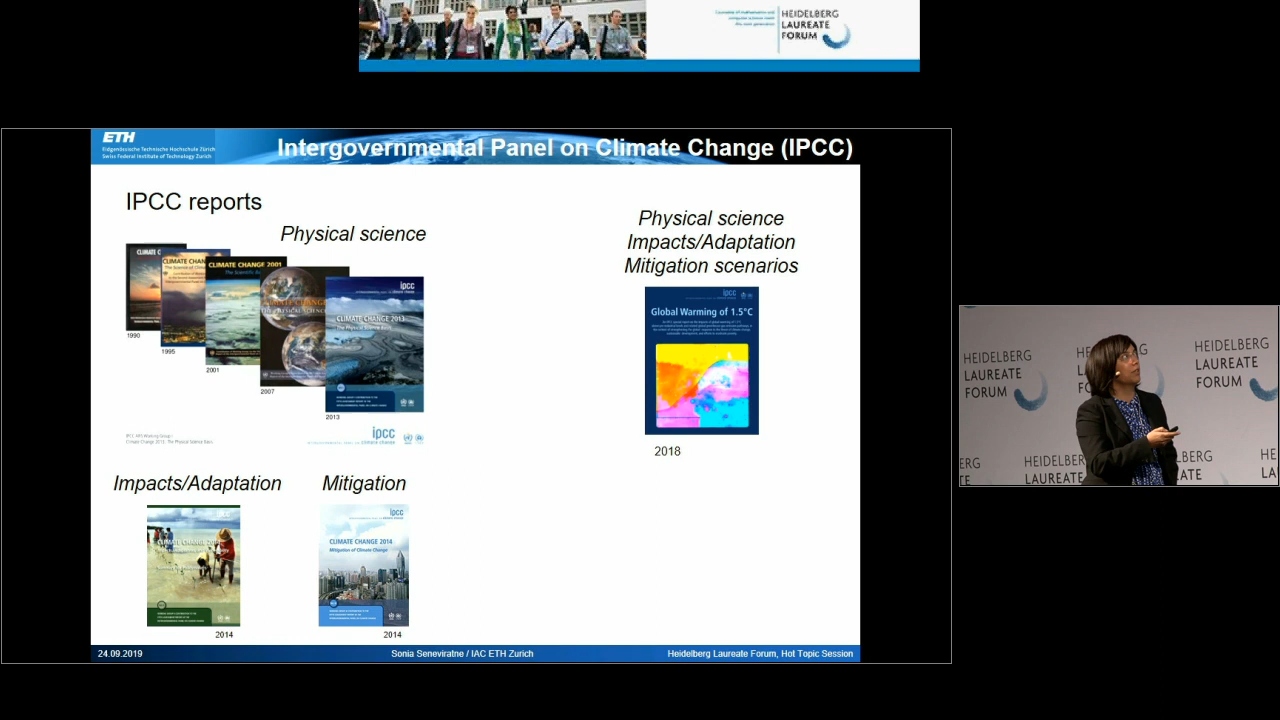 HEIDELBERG
LAUREATE
FORUM
ETH
Eidgenössische Technische Hochschule Zürich
Swiss Federal Institute of Technology Zurich
Intergovernmental Panel on Climate Change (IPCC)
IPCC reports
Physical science
CLIMATE CHANGE 2001
CLIMATE CHANGE 2013
The Physical Science Basis
ipcc
1990
1995
2001
2007
2013
ipcc
Physical science
Impacts/Adaptation
Mitigation scenarios
ipcc
Global Warming of 1.5°C
2018
Impacts/Adaptation
Mitigation
ipcc
CLIMATE CHANGE 2014
2014
ipcc
CLIMATE CHANGE 2014
Mitigation of Climate Change
2014
24.09.2019
Sonia Seneviratne / IAC ETH Zurich
Heidelberg Laureate Forum, Hot Topic Session
HEIDELBERG
LAUREATE
FORUM
HEIDELBERG
LAUREATE
FORUM